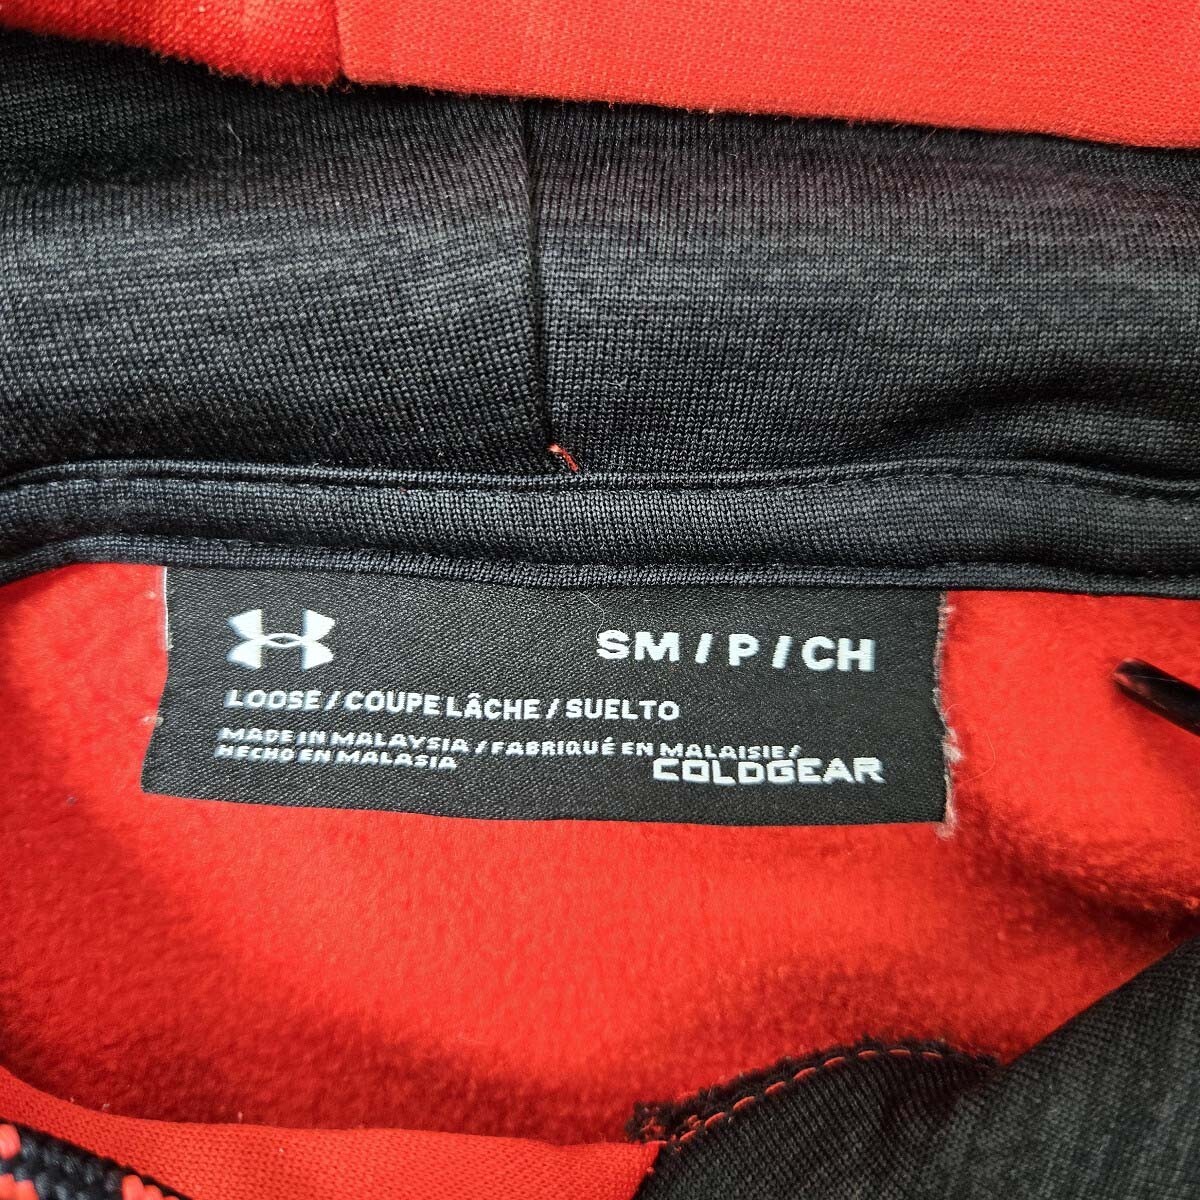 SM / P / CH
LOOSE / COUPE LÂCHE / SUELTO
MADE IN MALAYSIA / FABRIQUÉ EN MALAISIE /
HECHO EN MALASIA
COLDGEAR